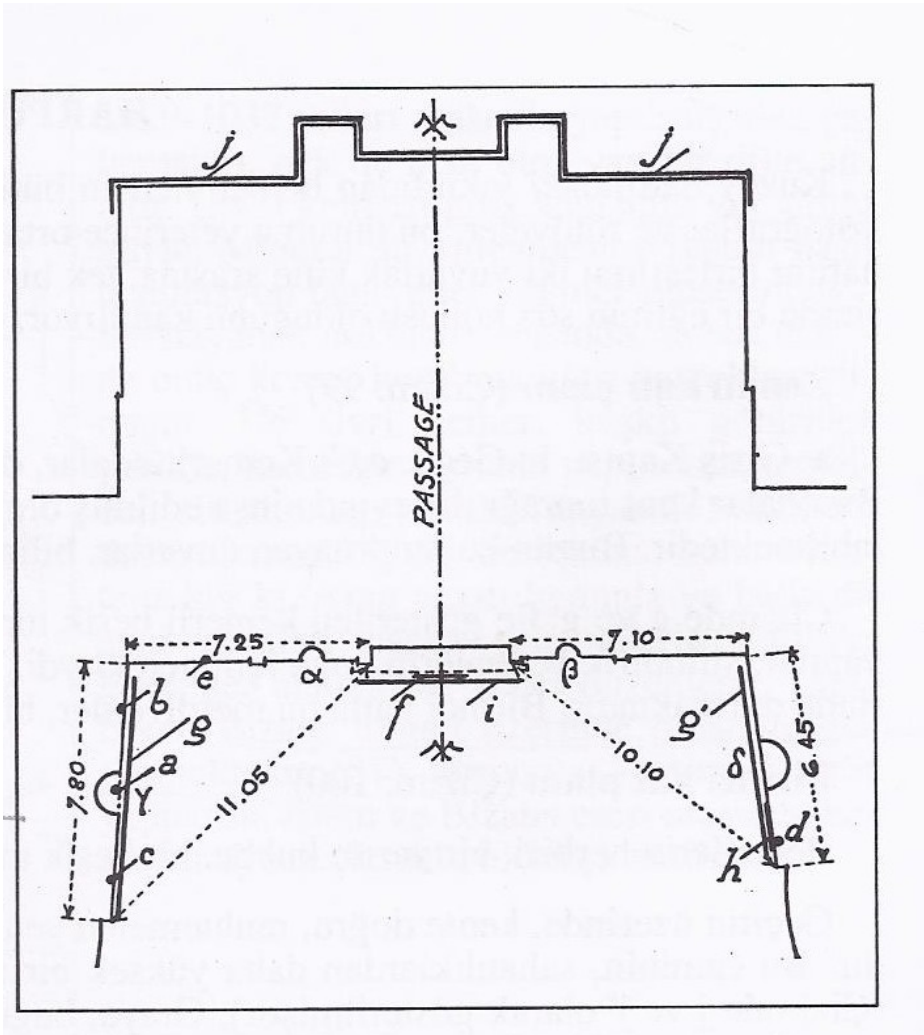 j j
PASSAGE
7.25 7.10
e α β
b f i
g g'
a
7.80 γ 11.05 10.10 δ 6.45
c h d